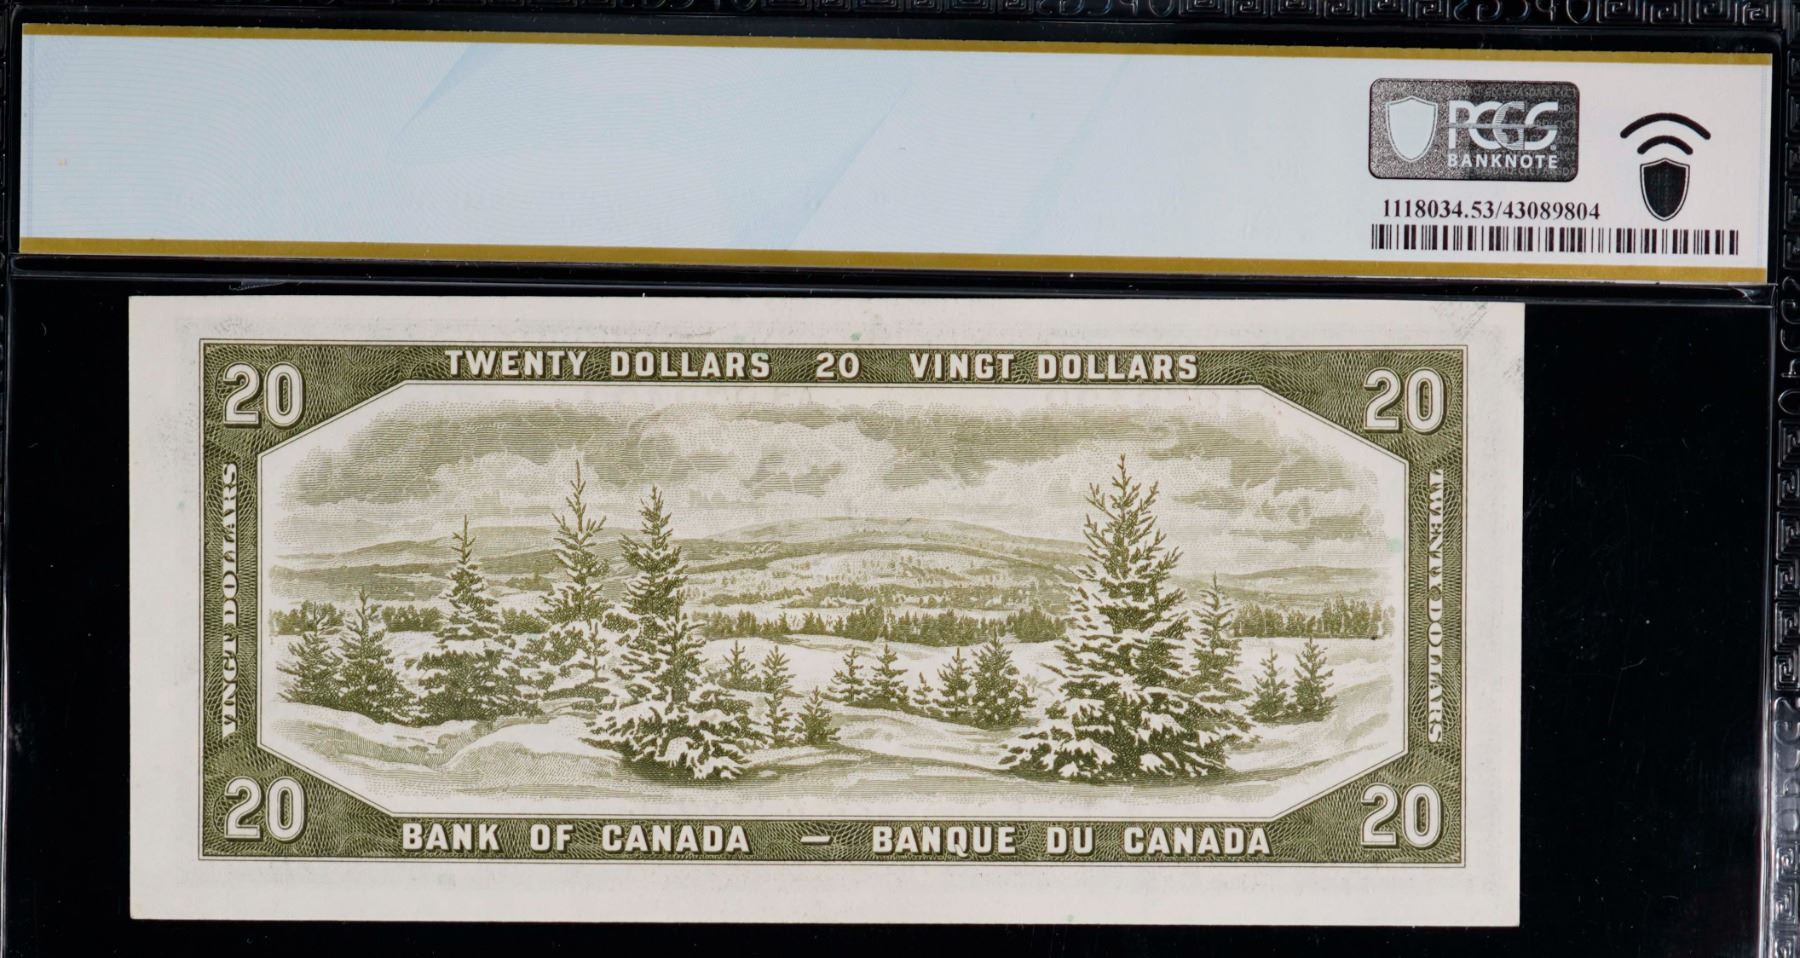 PCGS
BANKNOTE
1118034.53/43089804
TWENTY DOLLARS 20 VINGT DOLLARS
20
20
VINGT DOLLARS
TWENTY DOLLARS
20
20
BANK OF CANADA – BANQUE DU CANADA